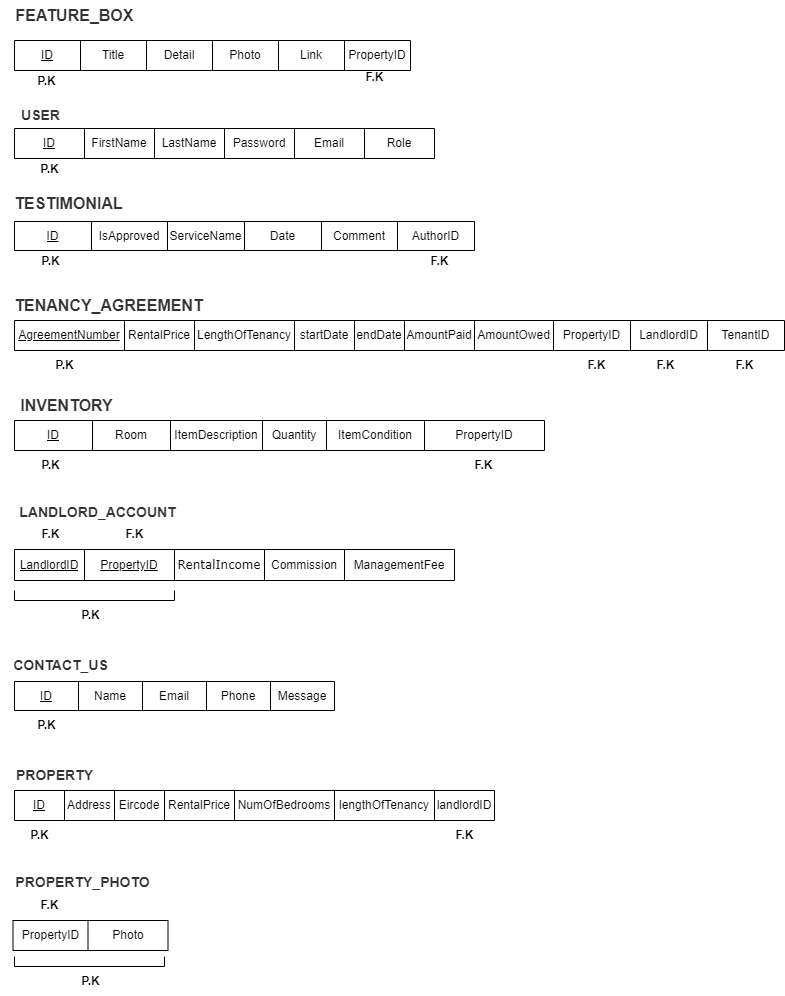 FEATURE_BOX
ID Title Detail Photo Link PropertyID
P.K F.K
USER
ID FirstName LastName Password Email Role
P.K
TESTIMONIAL
ID IsApproved ServiceName Date Comment AuthorID
P.K F.K
TENANCY_AGREEMENT
AgreementNumber RentalPrice LengthOfTenancy startDate endDate AmountPaid AmountOwed PropertyID LandlordID TenantID
P.K F.K F.K F.K
INVENTORY
ID Room ItemDescription Quantity ItemCondition PropertyID
P.K F.K
LANDLORD_ACCOUNT
F.K F.K
LandlordID PropertyID RentalIncome Commission ManagementFee
P.K
CONTACT_US
ID Name Email Phone Message
P.K
PROPERTY
ID Address Eircode RentalPrice NumOfBedrooms lengthOfTenancy landlordID
P.K F.K
PROPERTY_PHOTO
F.K
PropertyID Photo
P.K